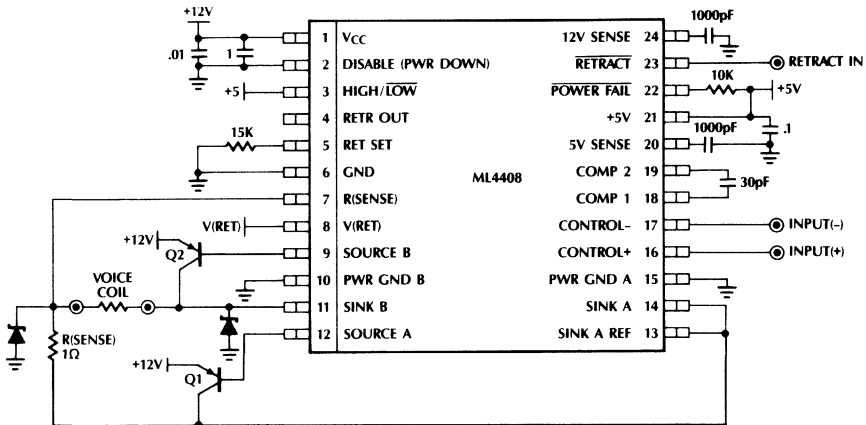 +12V
.01
1
1 VCC
2 DISABLE (PWR DOWN)
+5
3 HIGH/LOW
4 RETR OUT
15K
5 RET SET
6 GND
7 R(SENSE)
V(RET)
8 V(RET)
+12V
Q2
9 SOURCE B
10 PWR GND B
VOICE
COIL
11 SINK B
12 SOURCE A
R(SENSE)
1Ω
+12V
Q1
ML4408
12V SENSE 24
1000pF
RETRACT 23
RETRACT IN
POWER FAIL 22
10K
+5V
+5V 21
.1
5V SENSE 20
1000pF
COMP 2 19
30pF
COMP 1 18
CONTROL– 17
INPUT(–)
CONTROL+ 16
INPUT(+)
PWR GND A 15
SINK A 14
SINK A REF 13